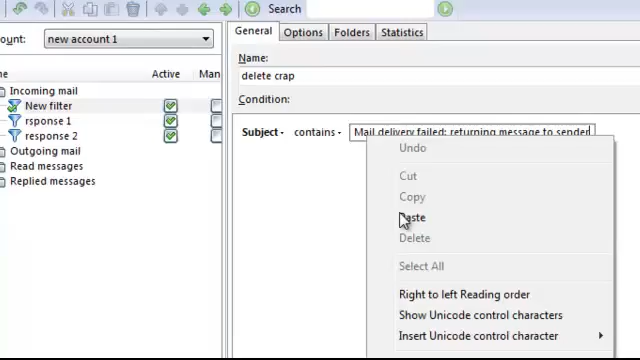 Search
ount:
new account 1
ne
Active
Man
Incoming mail
New filter
rsponse 1
response 2
Outgoing mail
Read messages
Replied messages
General
Options
Folders
Statistics
Name:
delete crap
Condition:
Subject
contains
Mail delivery failed: returning message to sender
Undo
Cut
Copy
Paste
Delete
Select All
Right to left Reading order
Show Unicode control characters
Insert Unicode control character